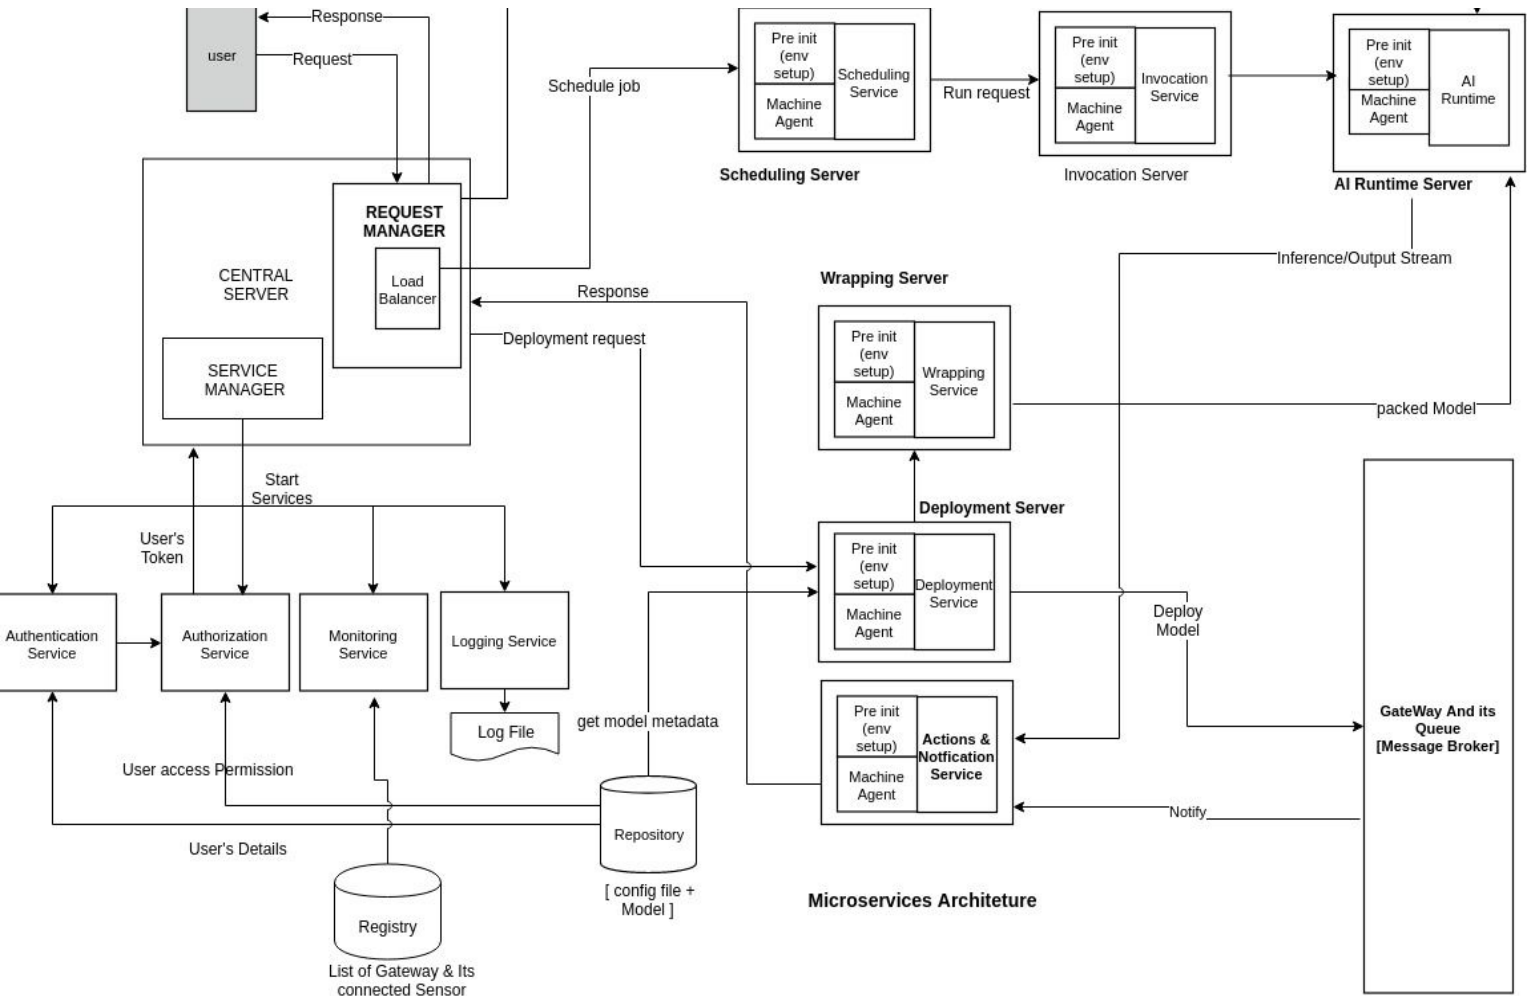 Response
user
Request
Schedule job
Pre init
(env
setup)
Machine
Agent
Scheduling
Service
Scheduling Server
Run request
Pre init
(env
setup)
Machine
Agent
Invocation
Service
Invocation Server
Pre init
(env
setup)
Machine
Agent
AI
Runtime
AI Runtime Server
REQUEST
MANAGER
Load
Balancer
CENTRAL
SERVER
SERVICE
MANAGER
Response
Deployment request
Inference/Output Stream
Wrapping Server
Pre init
(env
setup)
Machine
Agent
Wrapping
Service
packed Model
Start
Services
User's
Token
Deployment Server
Pre init
(env
setup)
Machine
Agent
Deployment
Service
Deploy
Model
Authentication
Service
Authorization
Service
Monitoring
Service
Logging Service
Log File
get model metadata
Pre init
(env
setup)
Machine
Agent
Actions &
Notfication
Service
GateWay And its
Queue
[Message Broker]
Notify
User access Permission
User's Details
Repository
[ config file +
Model ]
Registry
List of Gateway & Its
connected Sensor
Microservices Architeture